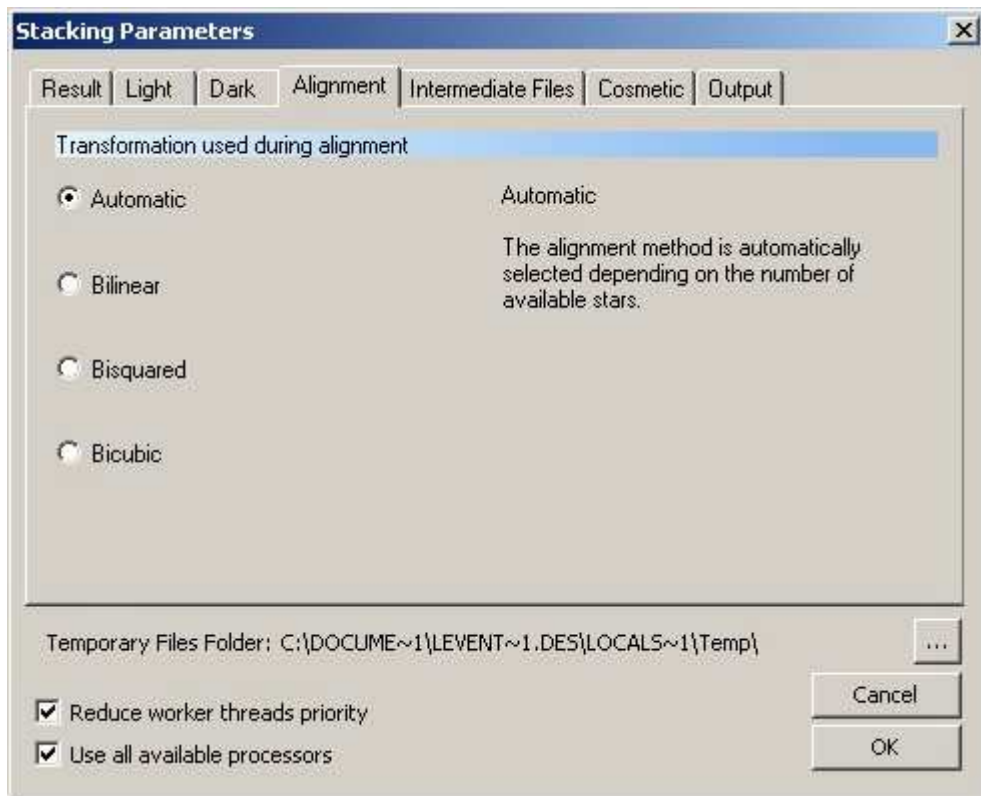 Stacking Parameters
Result Light Dark Alignment Intermediate Files Cosmetic Output
Transformation used during alignment
Automatic
Bilinear
Bisquared
Bicubic
Automatic
The alignment method is automatically
selected depending on the number of
available stars.
Temporary Files Folder: C:\DOCUME~1\LEVENT~1.DES\LOCALS~1\Temp\
...
Reduce worker threads priority
Use all available processors
Cancel
OK